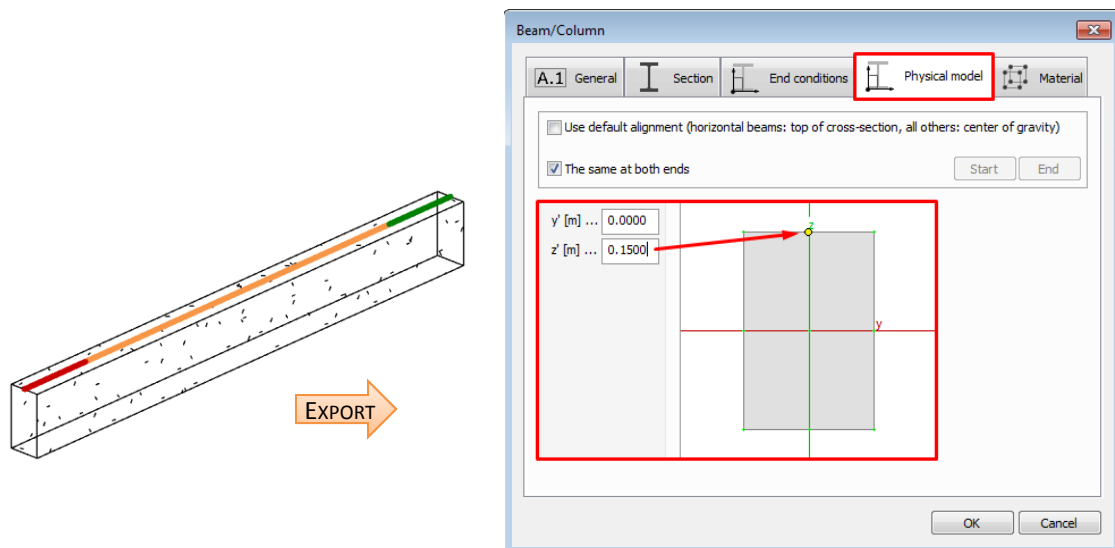 EXPORT
Beam/Column
A.1 General
Section
End conditions
Physical model
Material
Use default alignment (horizontal beams: top of cross-section, all others: center of gravity)
The same at both ends
Start
End
y' [m] ... 0.0000
z' [m] ... 0.1500
z
y
OK
Cancel